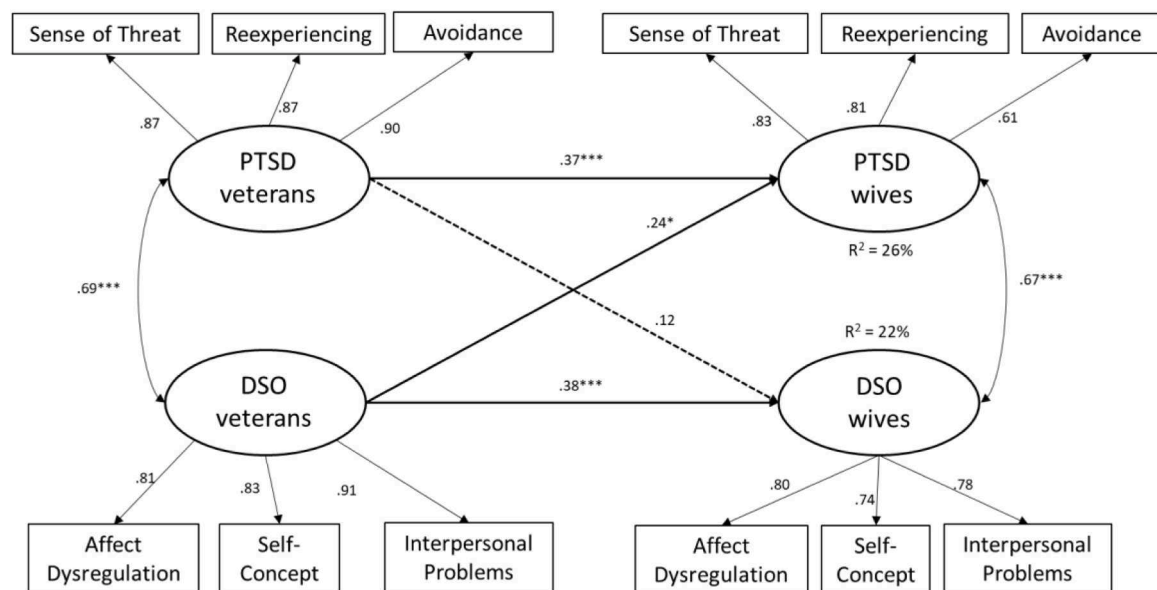 Sense of Threat
Reexperiencing
Avoidance
Sense of Threat
Reexperiencing
Avoidance
.87
.87
.90
.83
.81
.61
PTSD
veterans
.37***
PTSD
wives
.24*
R² = 26%
.69***
.67***
.12
R² = 22%
DSO
veterans
.38***
DSO
wives
.81
.83
.91
.80
.74
.78
Affect
Dysregulation
Self-
Concept
Interpersonal
Problems
Affect
Dysregulation
Self-
Concept
Interpersonal
Problems